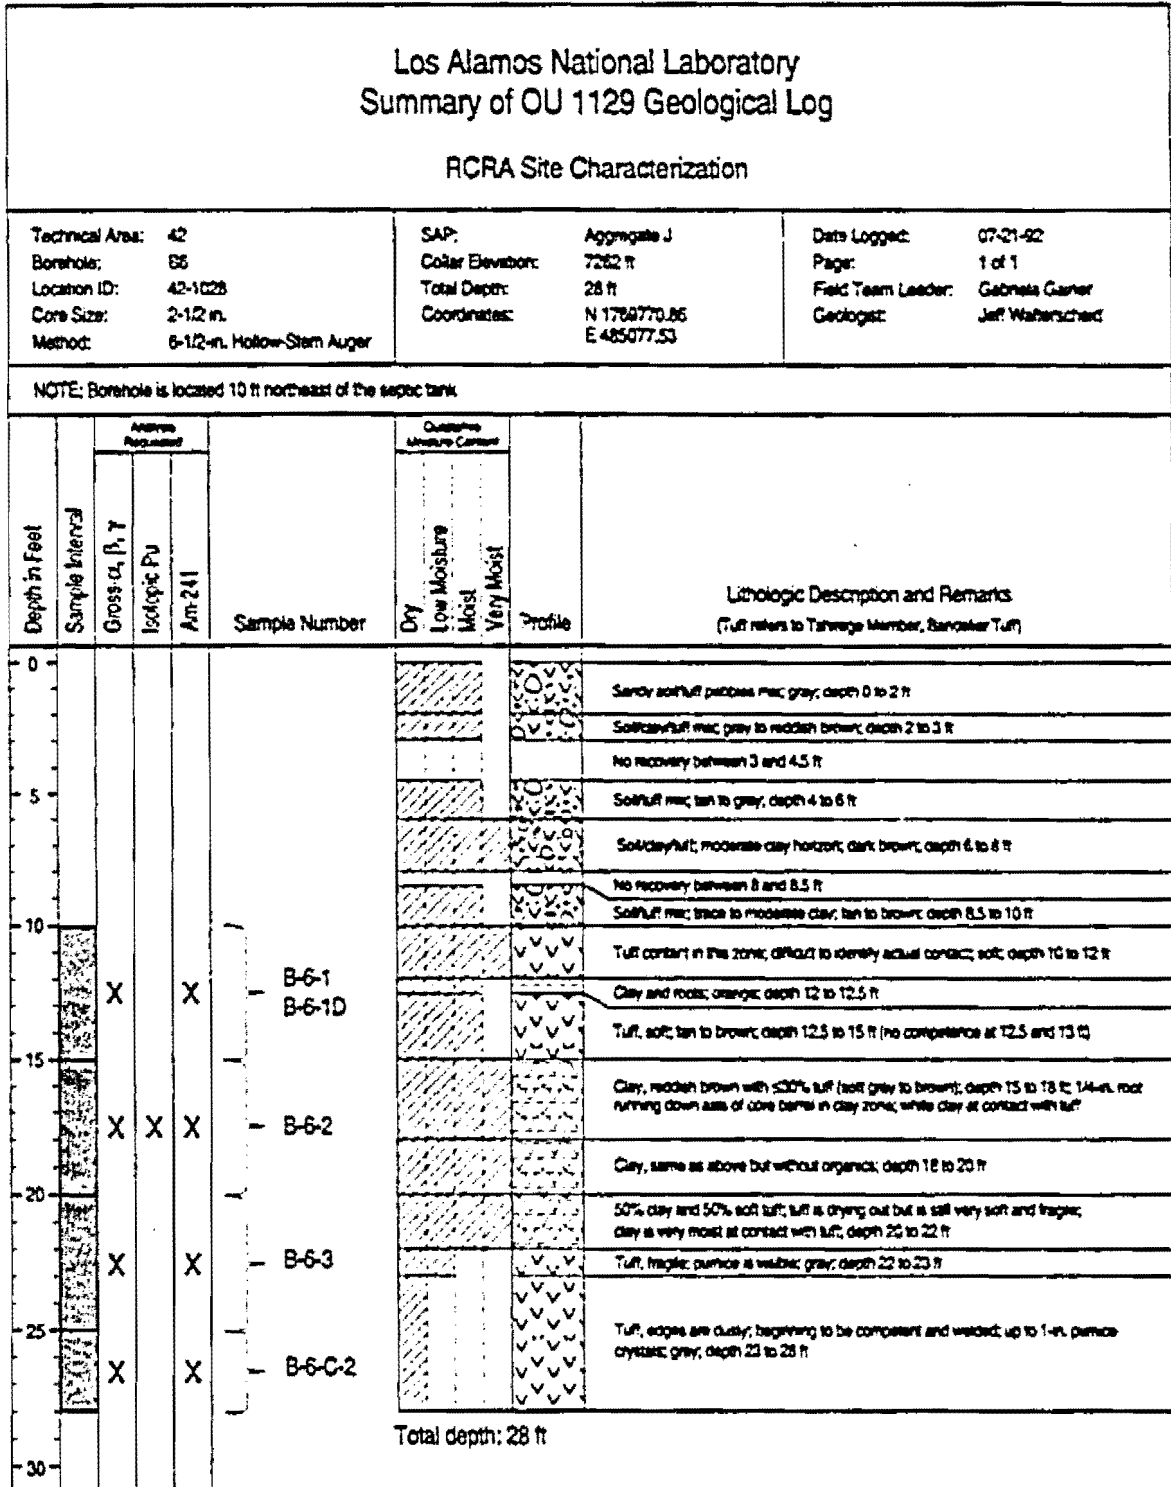 Los Alamos National Laboratory
Summary of OU 1129 Geological Log
RCRA Site Characterization
Technical Area: 42
Borehole:
Location ID: 42-1028
Core Size: 2-1/2 in.
Method: 6-1/2-in. Hollow-Stem Auger
SAP: Aggregate J
Collar Elevation: 7262 ft
Total Depth: 28 ft
Coordinates: N 1769770.86
E 485077.53
Date Logged: 07-21-92
Page: 1 of 1
Field Team Leader: Gabriela
Geologist: Jeff Walterscheid
NOTE: Borehole is located 10 ft northeast of the septic tank
Analysis Requested
Qualitative Moisture Content
Depth in Feet
Sample Interval
Gross-α, β, γ
Isotopic Pu
Am-241
Sample Number
Dry
Low Moisture
Moist
Very Moist
Profile
Lithologic Description and Remarks
(Tuff refers to Tshirege Member, Bandelier Tuff)
0
Sandy soil/tuff pebbles mix; gray; depth 0 to 2 ft
Soil/clay/tuff mix; gray to reddish brown; depth 2 to 3 ft
No recovery between 3 and 4.5 ft
5
Soil/tuff mix; tan to gray; depth 4 to 6 ft
Soil/clay/tuff; moderate clay horizon; dark brown; depth 6 to 8 ft
No recovery between 8 and 8.5 ft
Soil/tuff mix; trace to moderate clay; tan to brown; depth 8.5 to 10 ft
10
Tuff contact in this zone; difficult to identify actual contact; soft; depth 10 to 12 ft
X X B-6-1
B-6-1D
Clay and roots; orange; depth 12 to 12.5 ft
Tuff, soft; tan to brown; depth 12.5 to 15 ft (no competence at 12.5 and 13 ft)
15
Clay, reddish brown with ≤30% tuff (soft gray to brown); depth 15 to 18 ft; 1/4-in. root
running down axis of core barrel in clay zone; white clay at contact with tuff
X X X B-6-2
Clay, same as above but without organics; depth 18 to 20 ft
20
50% clay and 50% soft tuff; tuff is drying out but is still very soft and fragile;
clay is very moist at contact with tuff; depth 20 to 22 ft
X X B-6-3
Tuff, fragile; pumice is visible; gray; depth 22 to 23 ft
25
Tuff, edges are dusty; beginning to be competent and welded; up to 1-in. pumice
crystals; gray; depth 23 to 28 ft
X X B-6-C-2
Total depth: 28 ft
30